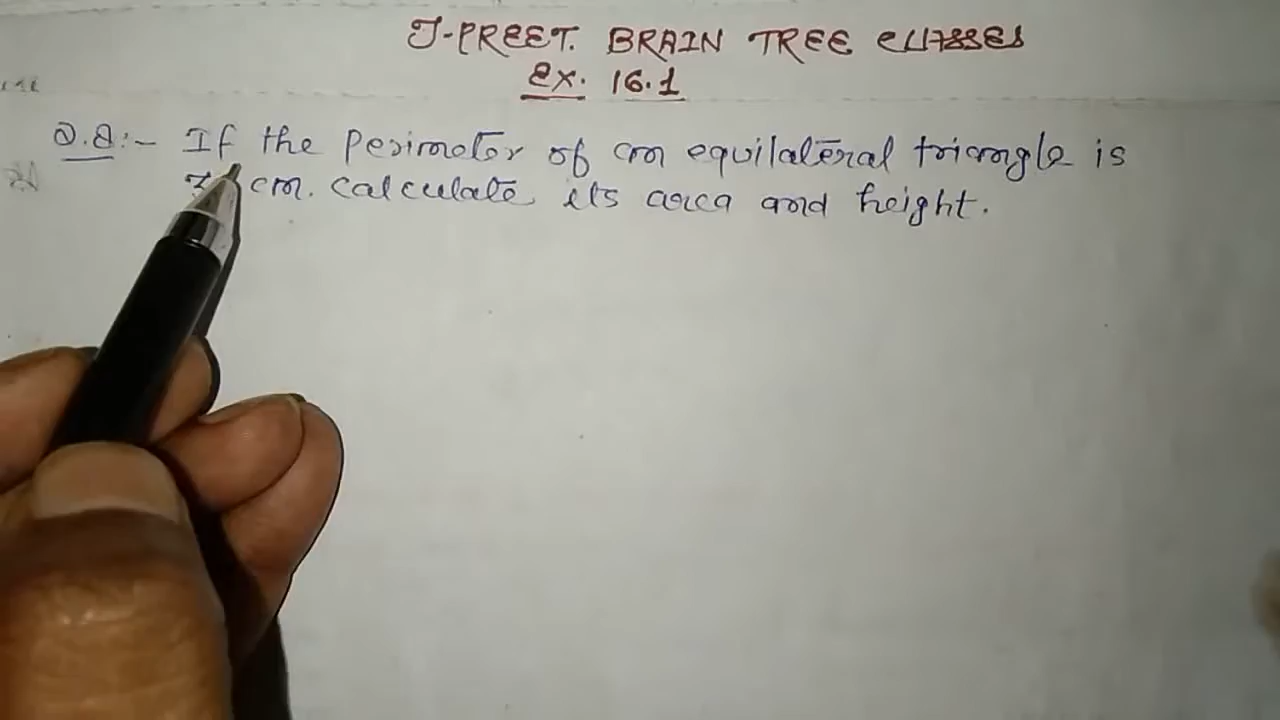 J-PREET. BRAIN TREE CLASSES
Ex. 16.1
Q.8:- If the perimeter of an equilateral triangle is
cm. calculate its area and height.